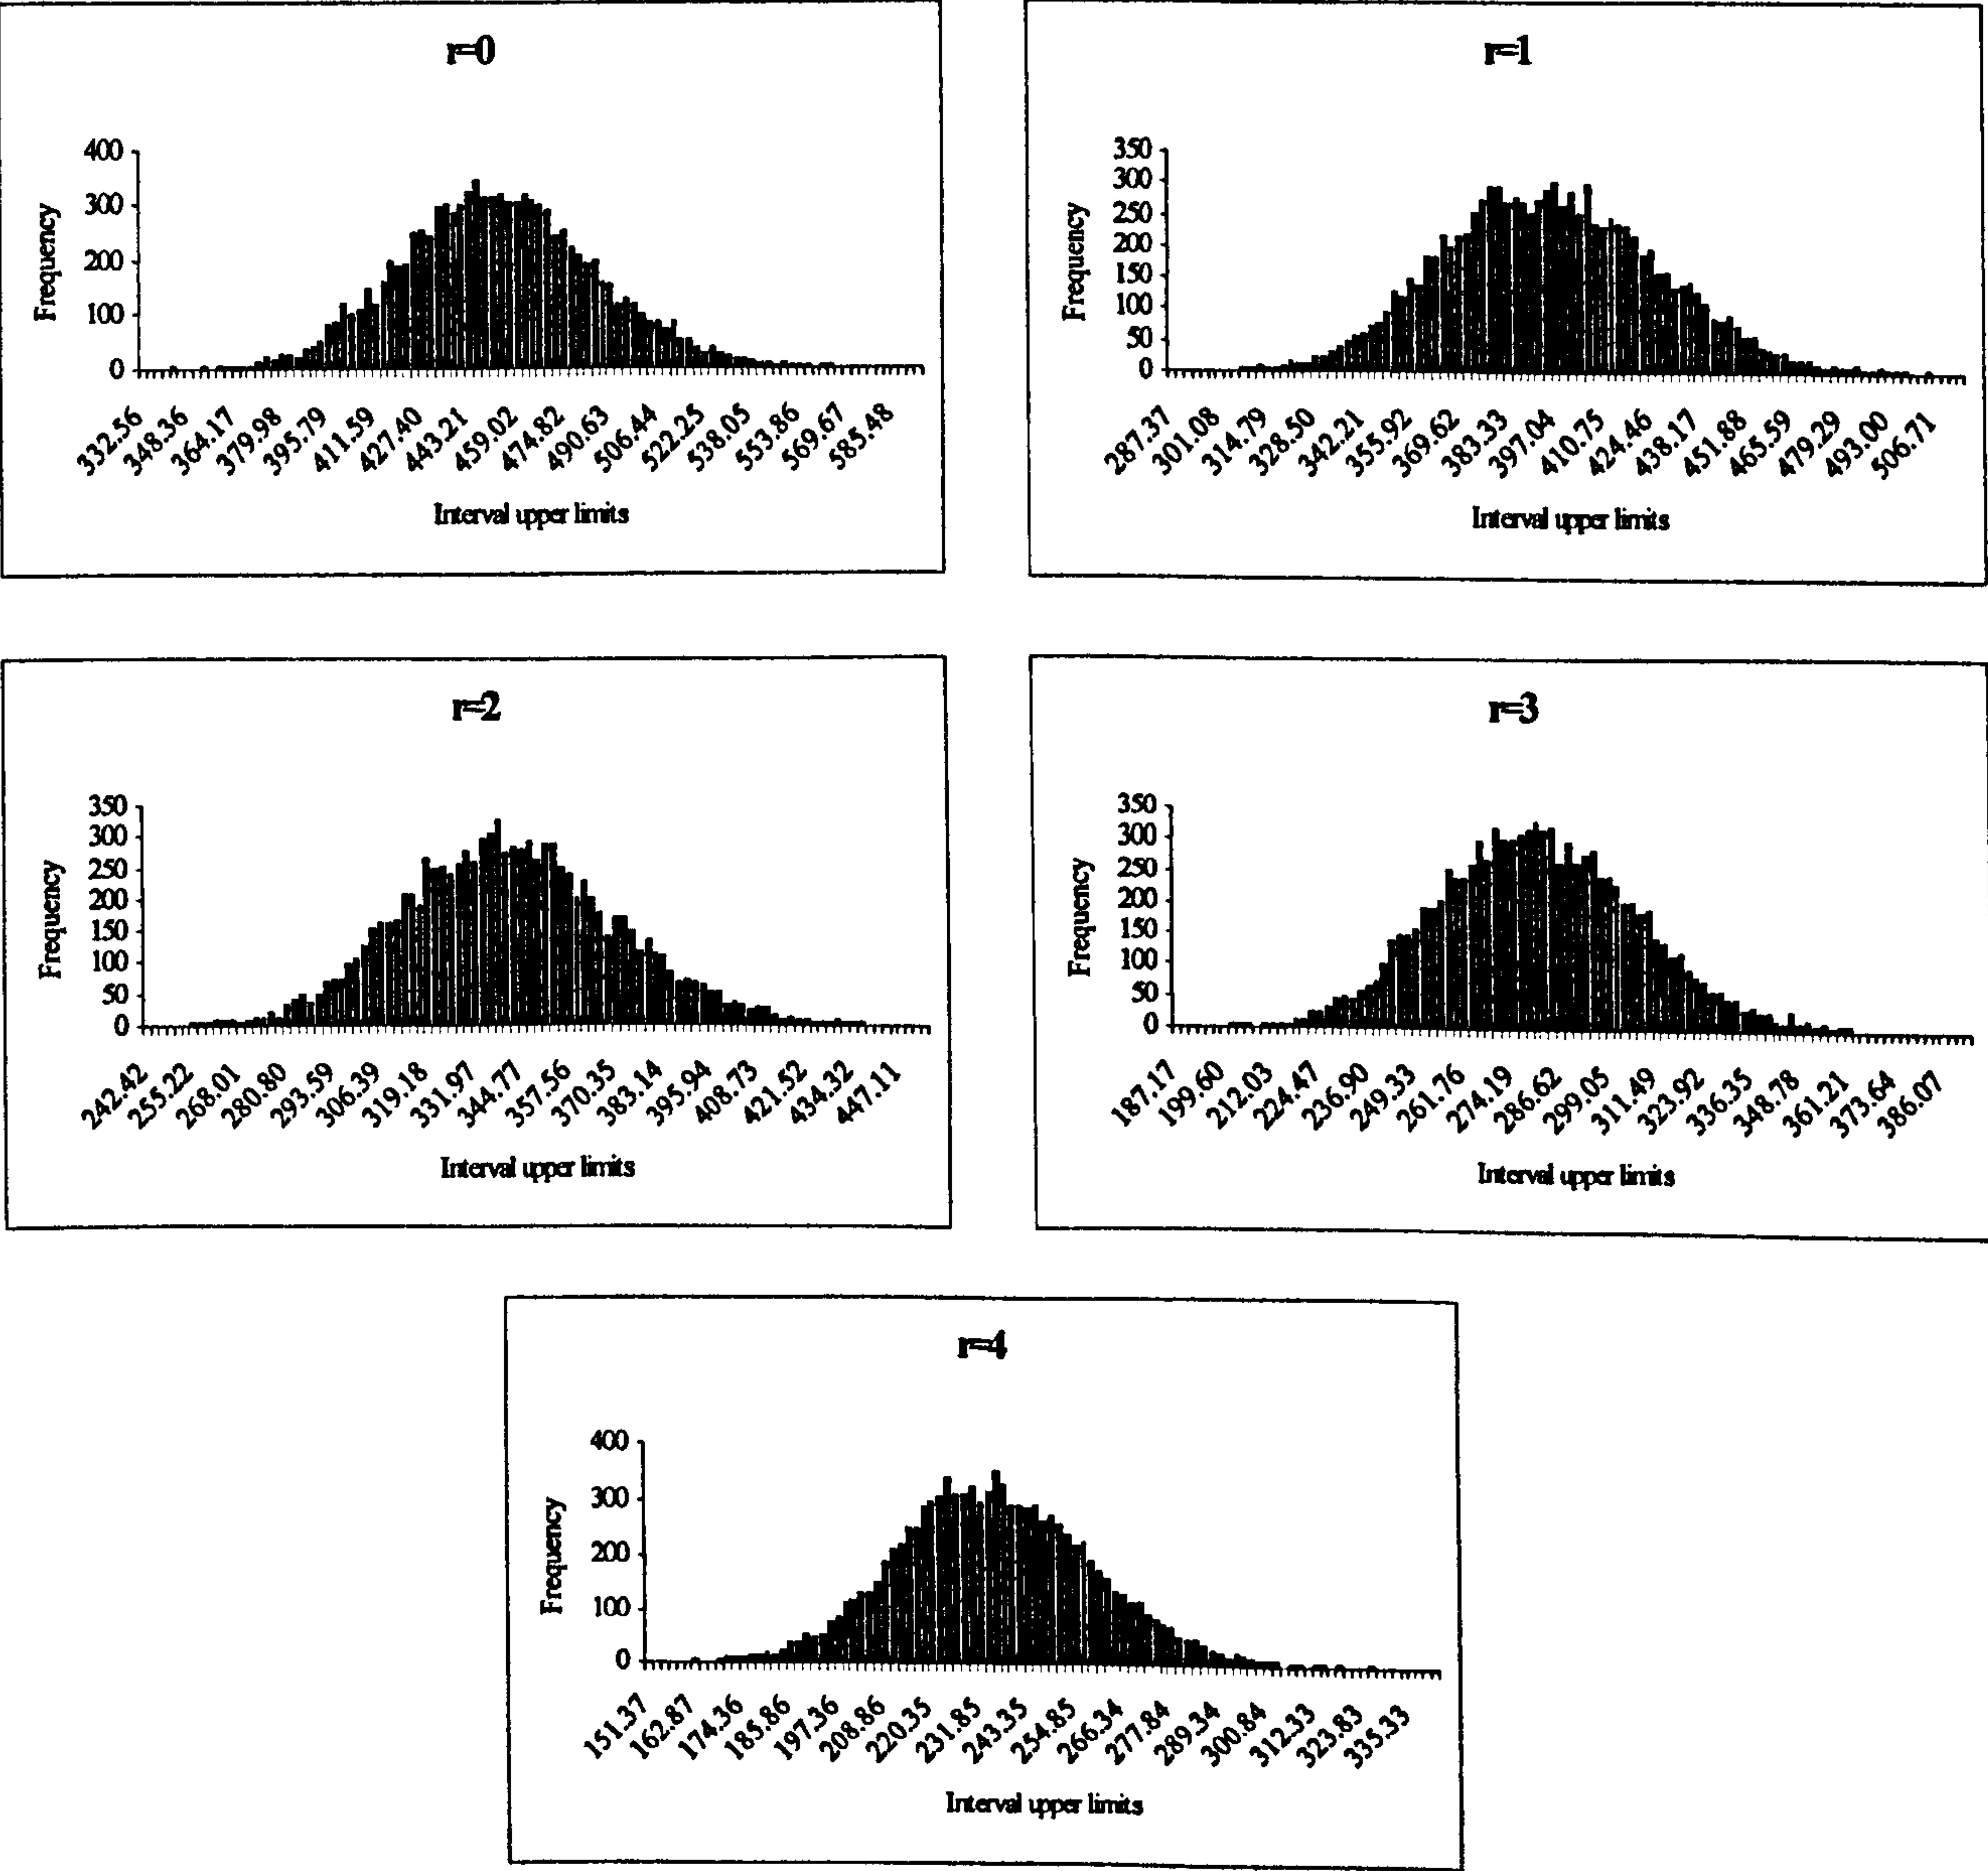 r=0
400
300
200
100
0
Frequency
332.56 348.36 364.17 379.98 395.79 411.59 427.40 443.21 459.02 474.82 490.63 506.44 522.25 538.05 553.86 569.67 585.48
Interval upper limits
r=1
350
300
250
200
150
100
50
0
Frequency
287.37 301.08 314.79 328.50 342.21 355.92 369.62 383.33 397.04 410.75 424.46 438.17 451.88 465.59 479.29 493.00 506.71
Interval upper limits
r=2
350
300
250
200
150
100
50
0
Frequency
242.42 255.22 268.01 280.80 293.59 306.39 319.18 331.97 344.77 357.56 370.35 383.14 395.94 408.73 421.52 434.32 447.11
Interval upper limits
r=3
350
300
250
200
150
100
50
0
Frequency
187.17 199.60 212.03 224.47 236.90 249.33 261.76 274.19 286.62 299.05 311.49 323.92 336.35 348.78 361.21 373.64 386.07
Interval upper limits
r=4
400
300
200
100
0
Frequency
151.37 162.87 174.36 185.86 197.36 208.86 220.35 231.85 243.35 254.85 266.34 277.84 289.34 300.84 312.33 323.83 335.33
Interval upper limits